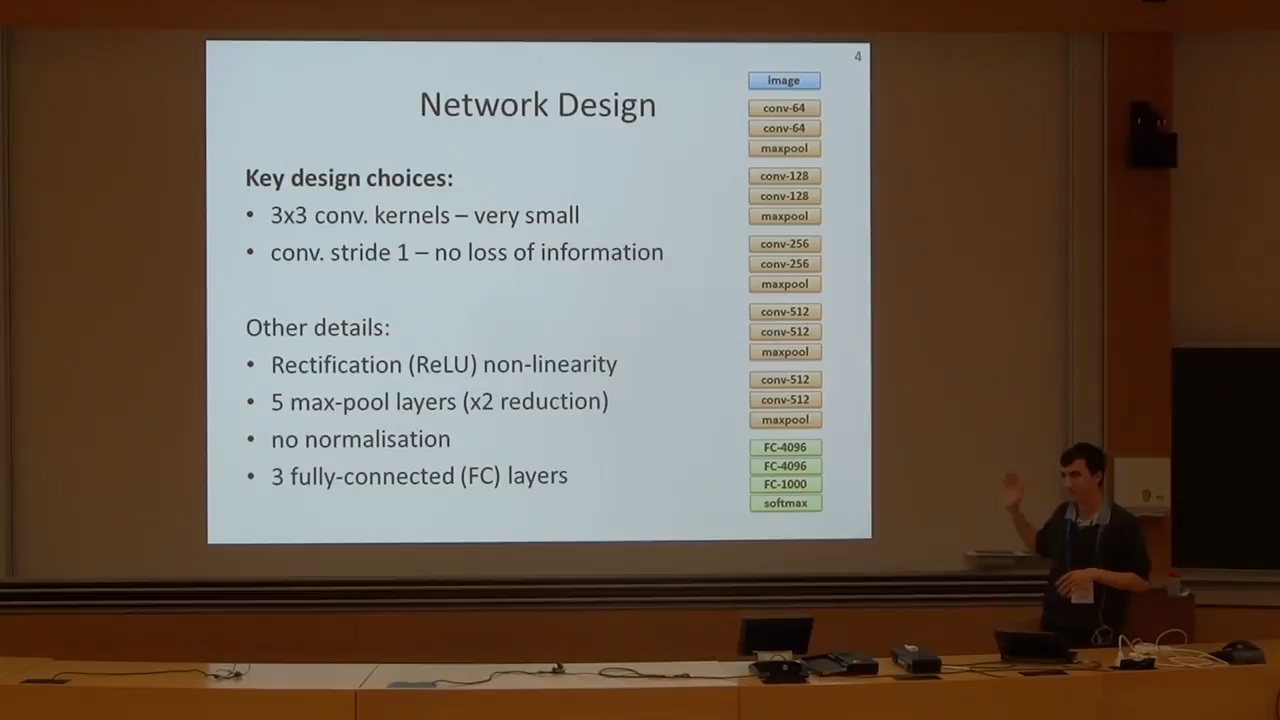 4
Network Design
Key design choices:
• 3x3 conv. kernels – very small
• conv. stride 1 – no loss of information
Other details:
• Rectification (ReLU) non-linearity
• 5 max-pool layers (x2 reduction)
• no normalisation
• 3 fully-connected (FC) layers
image
conv-64
conv-64
maxpool
conv-128
conv-128
maxpool
conv-256
conv-256
maxpool
conv-512
conv-512
maxpool
conv-512
conv-512
maxpool
FC-4096
FC-4096
FC-1000
softmax